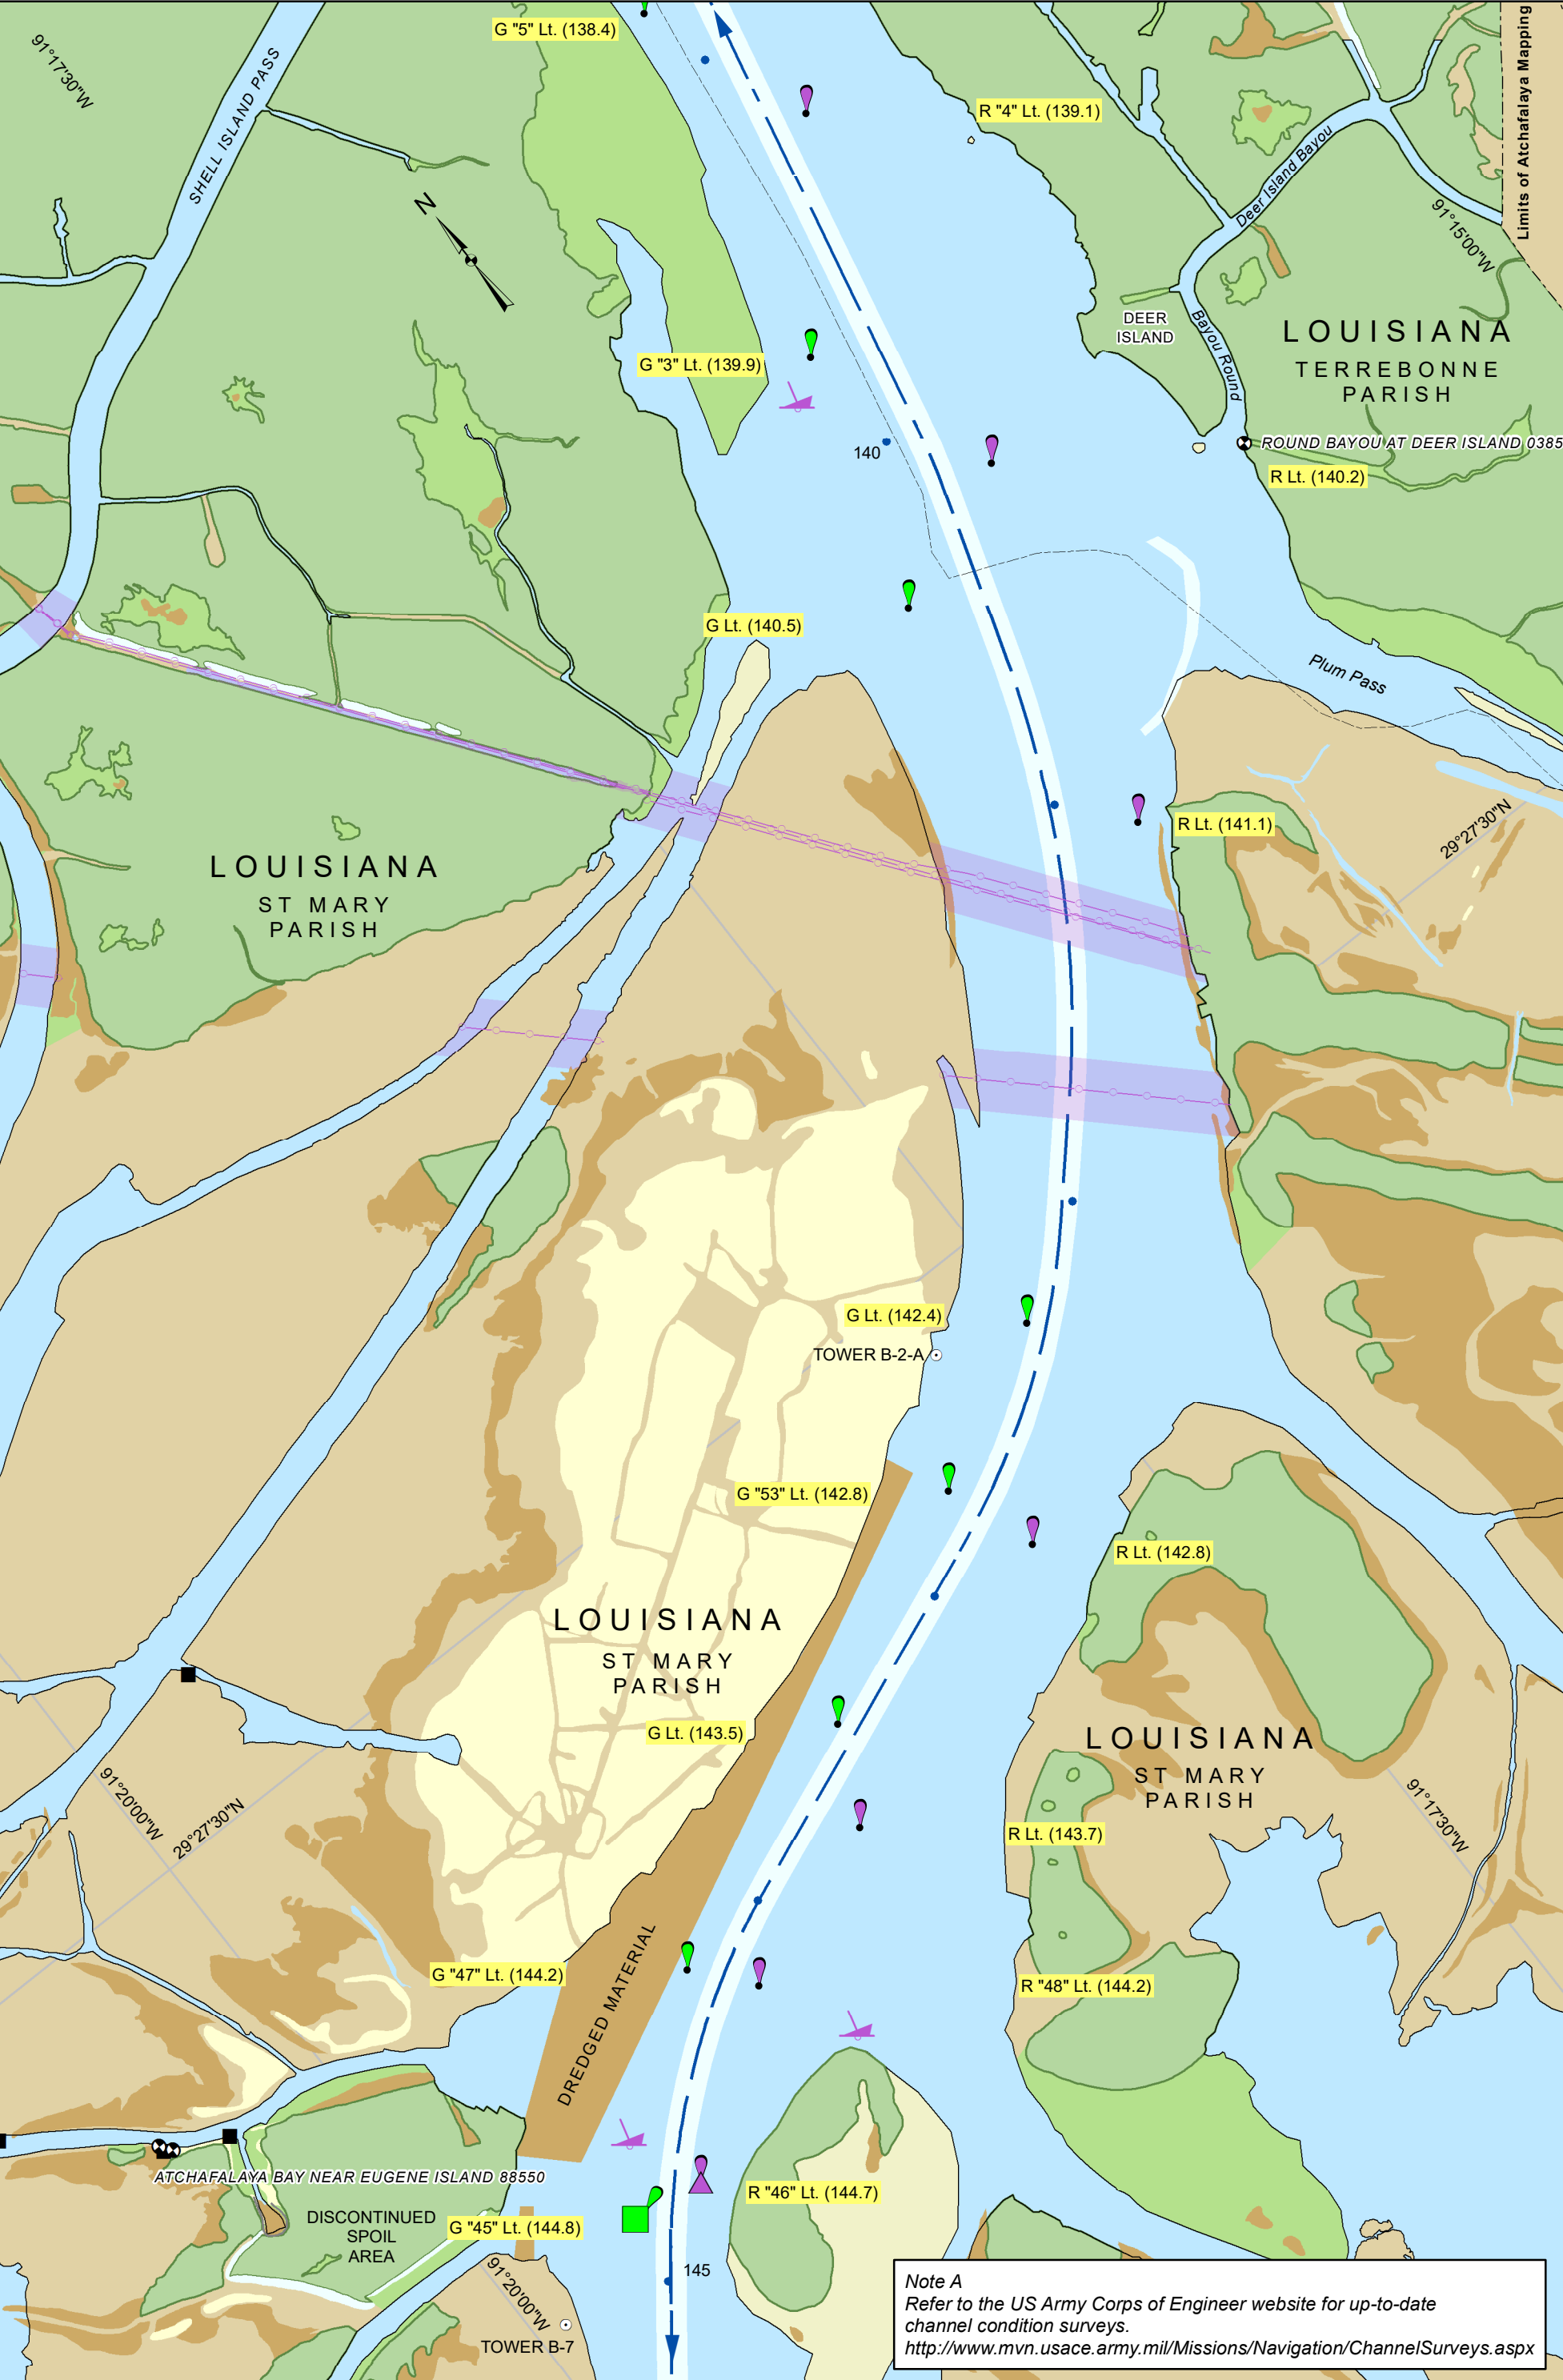 G "5" Lt. (138.4)
91°17'30"W
SHELL ISLAND PASS
R "4" Lt. (139.1)
Limits of Atchafalaya Mapping
Deer Island Bayou
N
91°15'00"W
DEER
ISLAND
Bayou Round
LOUISIANA
TERREBONNE
PARISH
G "3" Lt. (139.9)
140
ROUND BAYOU AT DEER ISLAND 0385
R Lt. (140.2)
G Lt. (140.5)
Plum Pass
R Lt. (141.1)
29°27'30"N
LOUISIANA
ST MARY
PARISH
G Lt. (142.4)
TOWER B-2-A
G "53" Lt. (142.8)
R Lt. (142.8)
LOUISIANA
ST MARY
PARISH
G Lt. (143.5)
LOUISIANA
ST MARY
PARISH
91°20'00"W
29°27'30"N
91°17'30"W
R Lt. (143.7)
G "47" Lt. (144.2)
DREDGED MATERIAL
R "48" Lt. (144.2)
ATCHAFALAYA BAY NEAR EUGENE ISLAND 88550
R "46" Lt. (144.7)
DISCONTINUED
SPOIL
AREA
G "45" Lt. (144.8)
145
91°20'00"W
TOWER B-7
Note A
Refer to the US Army Corps of Engineer website for up-to-date
channel condition surveys.
http://www.mvn.usace.army.mil/Missions/Navigation/ChannelSurveys.aspx